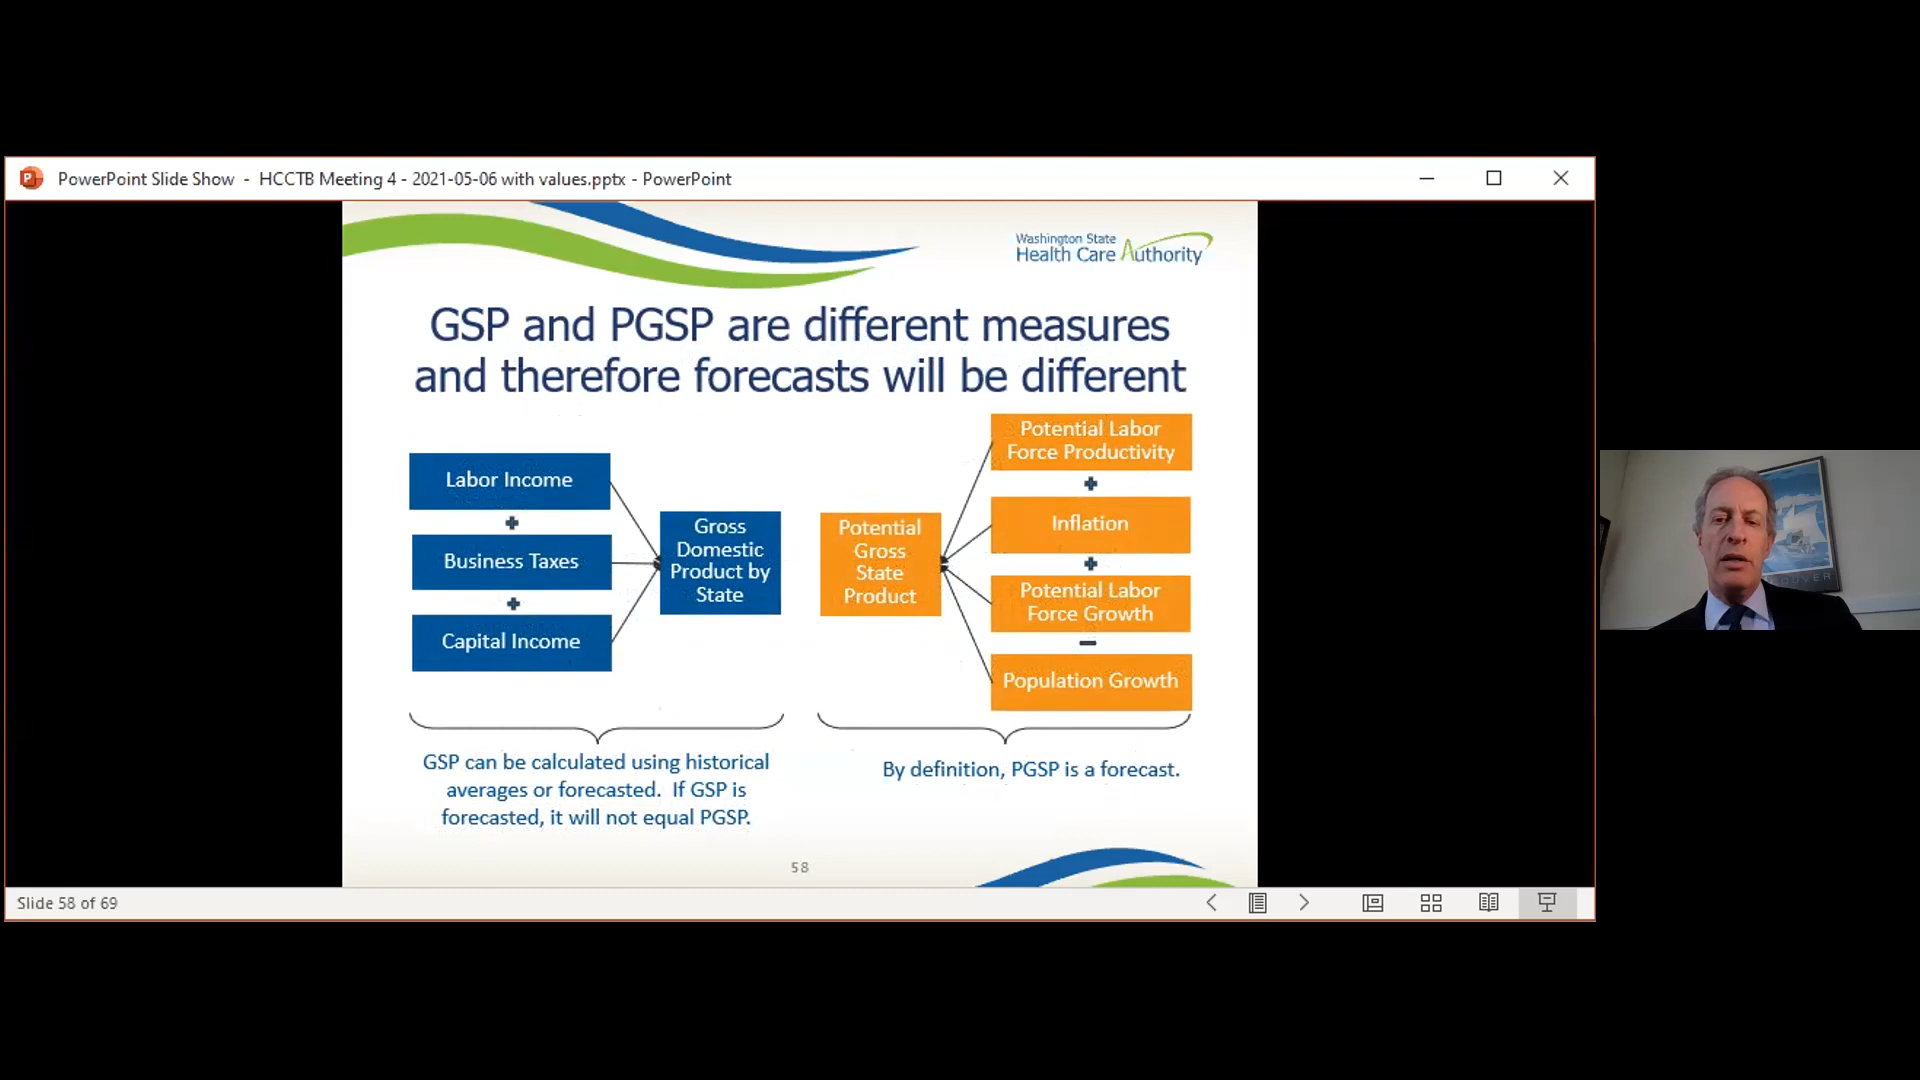 PowerPoint Slide Show - HCCTB Meeting 4 - 2021-05-06 with values.pptx - PowerPoint
Washington State
Health Care Authority
GSP and PGSP are different measures
and therefore forecasts will be different
Labor Income
+
Business Taxes
+
Capital Income
Gross
Domestic
Product by
State
Potential
Gross
State
Product
Potential Labor
Force Productivity
+
Inflation
+
Potential Labor
Force Growth
-
Population Growth
GSP can be calculated using historical
averages or forecasted. If GSP is
forecasted, it will not equal PGSP.
By definition, PGSP is a forecast.
58
Slide 58 of 69